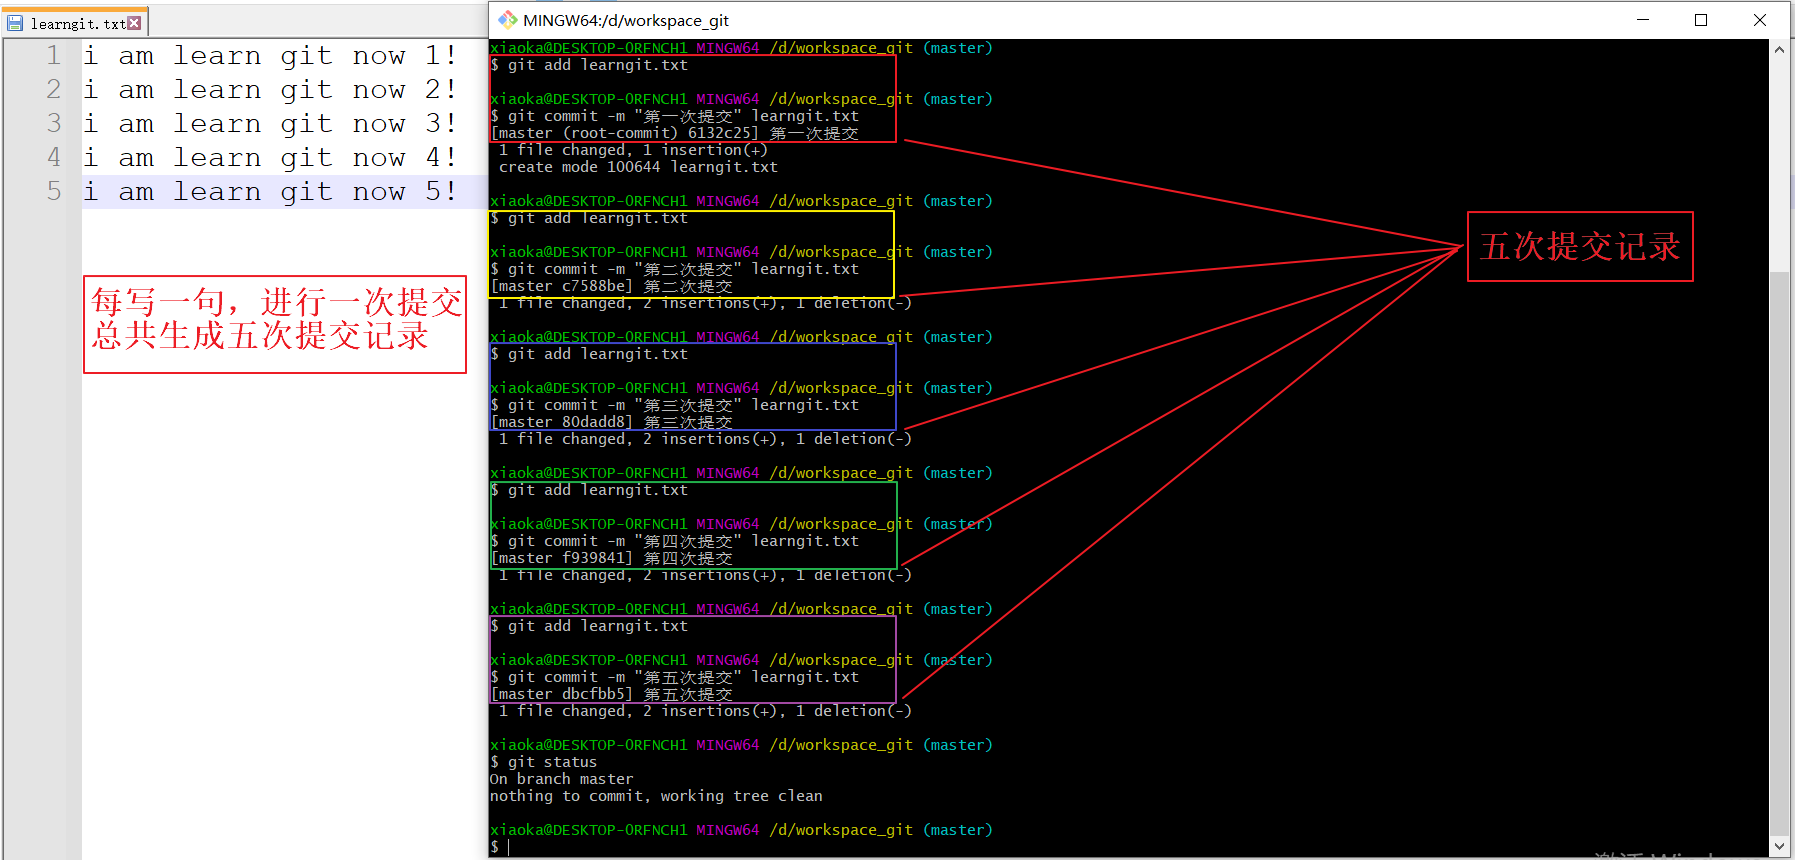 learngit.txt
1 i am learn git now 1!
2 i am learn git now 2!
3 i am learn git now 3!
4 i am learn git now 4!
5 i am learn git now 5!
每写一句，进行一次提交
总共生成五次提交记录
MINGW64:/d/workspace_git
xiaoka@DESKTOP-ORFNCH1 MINGW64 /d/workspace_git (master)
$ git add learngit.txt
xiaoka@DESKTOP-ORFNCH1 MINGW64 /d/workspace_git (master)
$ git commit -m "第一次提交" learngit.txt
[master (root-commit) 6132c25] 第一次提交
1 file changed, 1 insertion(+)
create mode 100644 learngit.txt
xiaoka@DESKTOP-ORFNCH1 MINGW64 /d/workspace_git (master)
$ git add learngit.txt
xiaoka@DESKTOP-ORFNCH1 MINGW64 /d/workspace_git (master)
$ git commit -m "第二次提交" learngit.txt
[master c7588be] 第二次提交
1 file changed, 2 insertions(+), 1 deletion(-)
xiaoka@DESKTOP-ORFNCH1 MINGW64 /d/workspace_git (master)
$ git add learngit.txt
xiaoka@DESKTOP-ORFNCH1 MINGW64 /d/workspace_git (master)
$ git commit -m "第三次提交" learngit.txt
[master 80dadd8] 第三次提交
1 file changed, 2 insertions(+), 1 deletion(-)
xiaoka@DESKTOP-ORFNCH1 MINGW64 /d/workspace_git (master)
$ git add learngit.txt
xiaoka@DESKTOP-ORFNCH1 MINGW64 /d/workspace_git (master)
$ git commit -m "第四次提交" learngit.txt
[master f939841] 第四次提交
1 file changed, 2 insertions(+), 1 deletion(-)
xiaoka@DESKTOP-ORFNCH1 MINGW64 /d/workspace_git (master)
$ git add learngit.txt
xiaoka@DESKTOP-ORFNCH1 MINGW64 /d/workspace_git (master)
$ git commit -m "第五次提交" learngit.txt
[master dbcfbb5] 第五次提交
1 file changed, 2 insertions(+), 1 deletion(-)
xiaoka@DESKTOP-ORFNCH1 MINGW64 /d/workspace_git (master)
$ git status
On branch master
nothing to commit, working tree clean
xiaoka@DESKTOP-ORFNCH1 MINGW64 /d/workspace_git (master)
$
五次提交记录